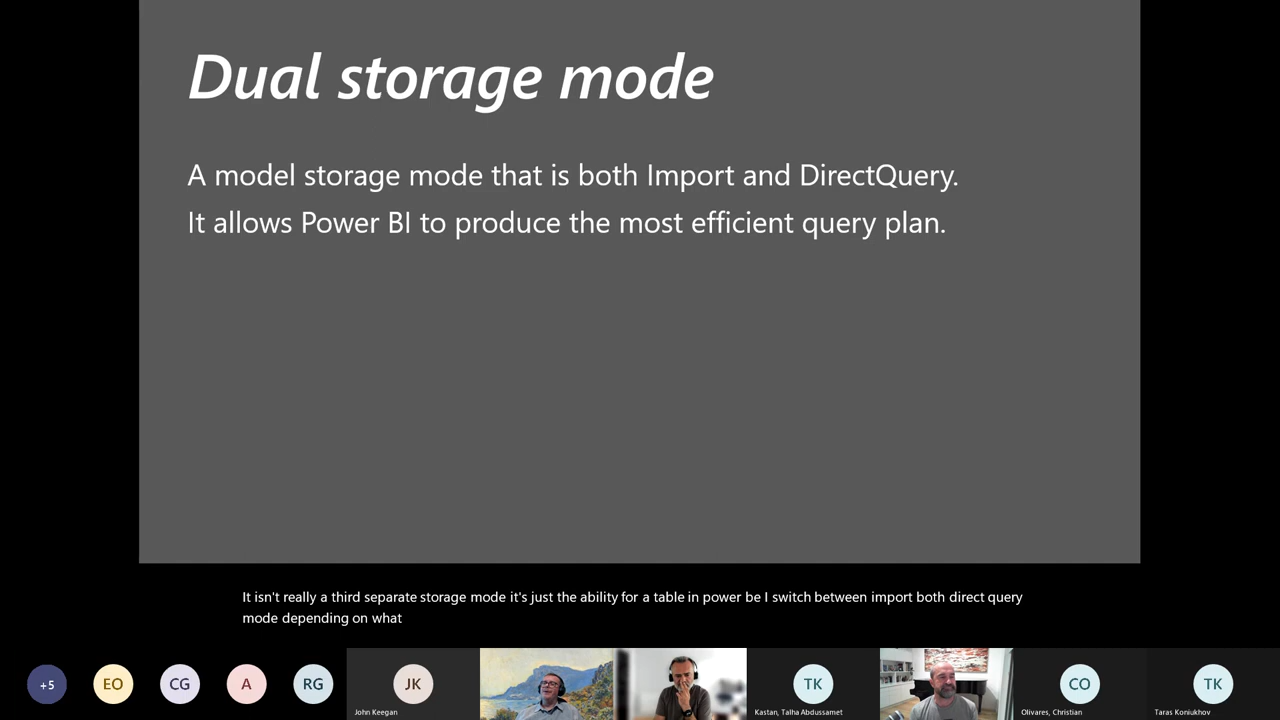 Dual storage mode
A model storage mode that is both Import and DirectQuery.
It allows Power BI to produce the most efficient query plan.
It isn't really a third separate storage mode it's just the ability for a table in power be I switch between import both direct query
mode depending on what
+5
EO
CG
A
RG
JK
John Keegan
TK
Kastan, Talha Abdussamet
CO
Olivares, Christian
TK
Taras Koniukhov